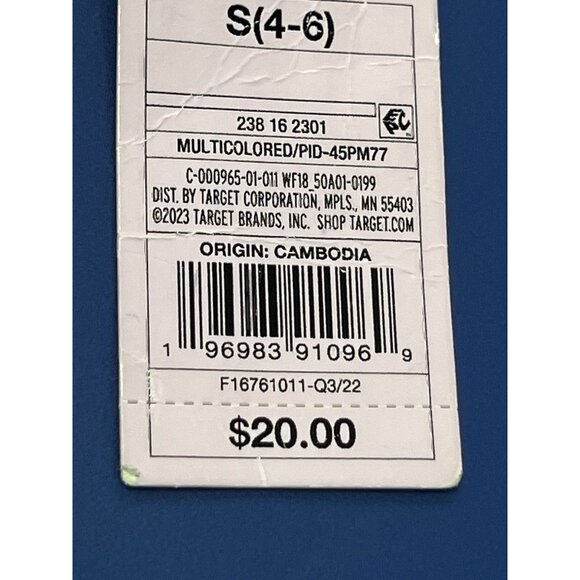 S(4-6)
238 16 2301
MULTICOLORED/PID-45PM77
C-000965-01-011 WF18_50A01-0199
DIST. BY TARGET CORPORATION, MPLS., MN 55403
©2023 TARGET BRANDS, INC. SHOP TARGET.COM
ORIGIN: CAMBODIA
1 96983 91096 9
F16761011-Q3/22
$20.00